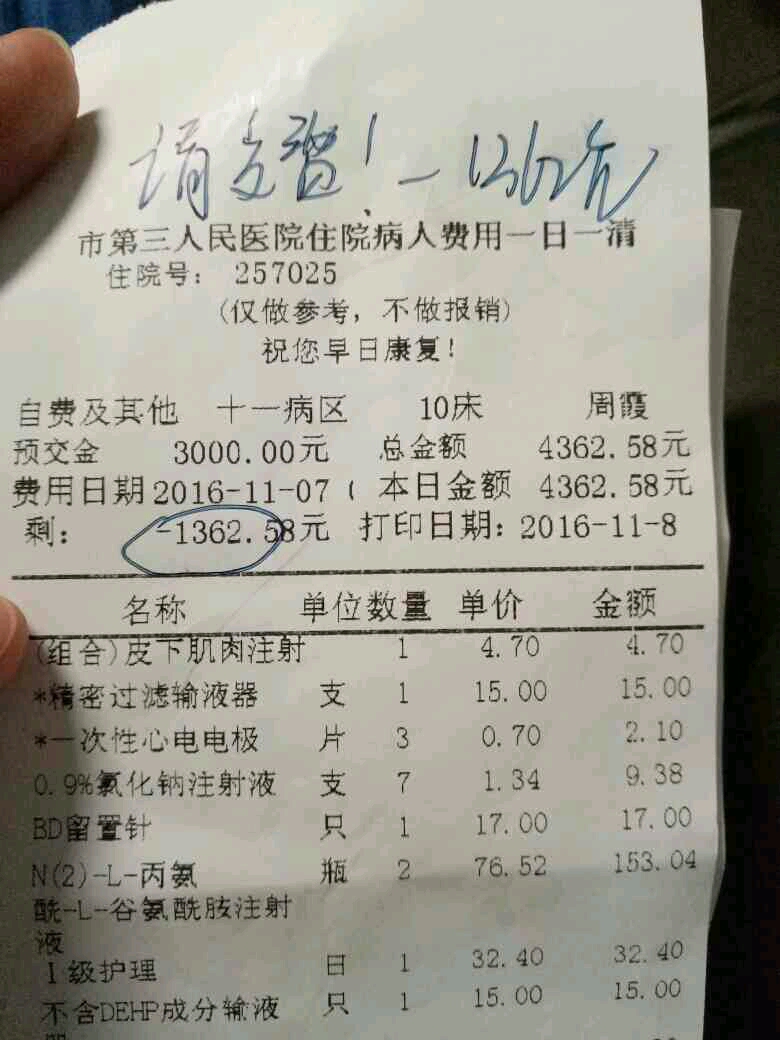 请交费！-1362元
市第三人民医院住院病人费用一日一清
住院号： 257025
(仅做参考，不做报销)
祝您早日康复！
自费及其他 十一病区 10床 周霞
预交金 3000.00元 总金额 4362.58元
费用日期 2016-11-07 ( 本日金额 4362.58元
剩： -1362.58元 打印日期：2016-11-8
名称 单位 数量 单价 金额
(组合)皮下肌肉注射 1 4.70 4.70
*精密过滤输液器 支 1 15.00 15.00
*一次性心电电极 片 3 0.70 2.10
0.9%氯化钠注射液 支 7 1.34 9.38
BD留置针 只 1 17.00 17.00
N(2)-L-丙氨 瓶 2 76.52 153.04
酰-L-谷氨酰胺注射
液
I级护理 日 1 32.40 32.40
不含DEHP成分输液 只 1 15.00 15.00